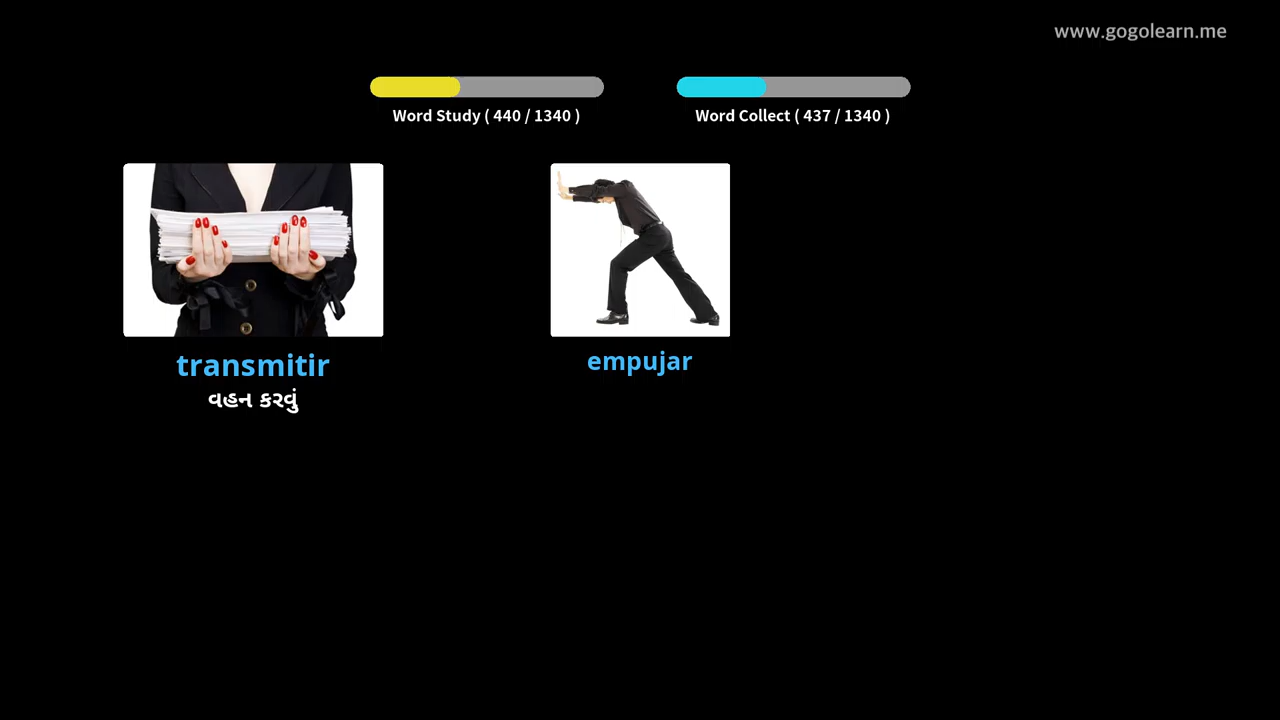 www.gogolearn.me
Word Study ( 440 / 1340 )
Word Collect ( 437 / 1340 )
transmitir
વહન કરવું
empujar